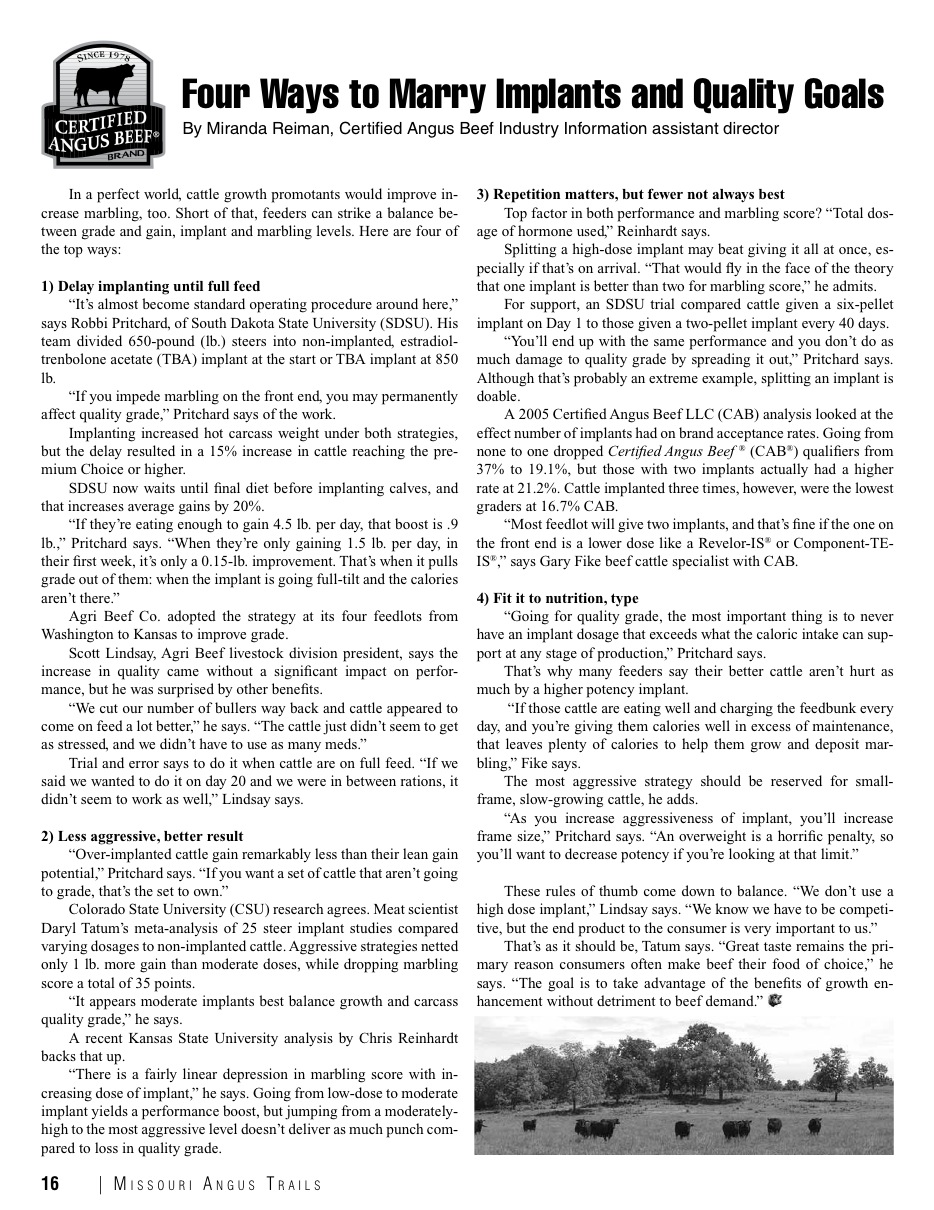 SINCE 1978
CERTIFIED
ANGUS BEEF®
BRAND
Four Ways to Marry Implants and Quality Goals
By Miranda Reiman, Certified Angus Beef Industry Information assistant director
In a perfect world, cattle growth promotants would improve in-
crease marbling, too. Short of that, feeders can strike a balance be-
tween grade and gain, implant and marbling levels. Here are four of
the top ways:
1) Delay implanting until full feed
“It’s almost become standard operating procedure around here,”
says Robbi Pritchard, of South Dakota State University (SDSU). His
team divided 650-pound (lb.) steers into non-implanted, estradiol-
trenbolone acetate (TBA) implant at the start or TBA implant at 850
lb.
“If you impede marbling on the front end, you may permanently
affect quality grade,” Pritchard says of the work.
Implanting increased hot carcass weight under both strategies,
but the delay resulted in a 15% increase in cattle reaching the pre-
mium Choice or higher.
SDSU now waits until final diet before implanting calves, and
that increases average gains by 20%.
“If they’re eating enough to gain 4.5 lb. per day, that boost is .9
lb.,” Pritchard says. “When they’re only gaining 1.5 lb. per day, in
their first week, it’s only a 0.15-lb. improvement. That’s when it pulls
grade out of them: when the implant is going full-tilt and the calories
aren’t there.”
Agri Beef Co. adopted the strategy at its four feedlots from
Washington to Kansas to improve grade.
Scott Lindsay, Agri Beef livestock division president, says the
increase in quality came without a significant impact on perfor-
mance, but he was surprised by other benefits.
“We cut our number of bullers way back and cattle appeared to
come on feed a lot better,” he says. “The cattle just didn’t seem to get
as stressed, and we didn’t have to use as many meds.”
Trial and error says to do it when cattle are on full feed. “If we
said we wanted to do it on day 20 and we were in between rations, it
didn’t seem to work as well,” Lindsay says.
2) Less aggressive, better result
“Over-implanted cattle gain remarkably less than their lean gain
potential,” Pritchard says. “If you want a set of cattle that aren’t going
to grade, that’s the set to own.”
Colorado State University (CSU) research agrees. Meat scientist
Daryl Tatum’s meta-analysis of 25 steer implant studies compared
varying dosages to non-implanted cattle. Aggressive strategies netted
only 1 lb. more gain than moderate doses, while dropping marbling
score a total of 35 points.
“It appears moderate implants best balance growth and carcass
quality grade,” he says.
A recent Kansas State University analysis by Chris Reinhardt
backs that up.
“There is a fairly linear depression in marbling score with in-
creasing dose of implant,” he says. Going from low-dose to moderate
implant yields a performance boost, but jumping from a moderately-
high to the most aggressive level doesn’t deliver as much punch com-
pared to loss in quality grade.
3) Repetition matters, but fewer not always best
Top factor in both performance and marbling score? “Total dos-
age of hormone used,” Reinhardt says.
Splitting a high-dose implant may beat giving it all at once, es-
pecially if that’s on arrival. “That would fly in the face of the theory
that one implant is better than two for marbling score,” he admits.
For support, an SDSU trial compared cattle given a six-pellet
implant on Day 1 to those given a two-pellet implant every 40 days.
“You’ll end up with the same performance and you don’t do as
much damage to quality grade by spreading it out,” Pritchard says.
Although that’s probably an extreme example, splitting an implant is
doable.
A 2005 Certified Angus Beef LLC (CAB) analysis looked at the
effect number of implants had on brand acceptance rates. Going from
none to one dropped Certified Angus Beef ® (CAB®) qualifiers from
37% to 19.1%, but those with two implants actually had a higher
rate at 21.2%. Cattle implanted three times, however, were the lowest
graders at 16.7% CAB.
“Most feedlot will give two implants, and that’s fine if the one on
the front end is a lower dose like a Revelor-IS® or Component-TE-
IS®,” says Gary Fike beef cattle specialist with CAB.
4) Fit it to nutrition, type
“Going for quality grade, the most important thing is to never
have an implant dosage that exceeds what the caloric intake can sup-
port at any stage of production,” Pritchard says.
That’s why many feeders say their better cattle aren’t hurt as
much by a higher potency implant.
“If those cattle are eating well and charging the feedbunk every
day, and you’re giving them calories well in excess of maintenance,
that leaves plenty of calories to help them grow and deposit mar-
bling,” Fike says.
The most aggressive strategy should be reserved for small-
frame, slow-growing cattle, he adds.
“As you increase aggressiveness of implant, you’ll increase
frame size,” Pritchard says. “An overweight is a horrific penalty, so
you’ll want to decrease potency if you’re looking at that limit.”
These rules of thumb come down to balance. “We don’t use a
high dose implant,” Lindsay says. “We know we have to be competi-
tive, but the end product to the consumer is very important to us.”
That’s as it should be, Tatum says. “Great taste remains the pri-
mary reason consumers often make beef their food of choice,” he
says. “The goal is to take advantage of the benefits of growth en-
hancement without detriment to beef demand.”
16 | MISSOURI ANGUS TRAILS